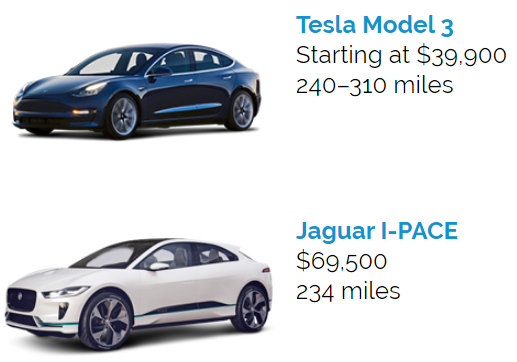 Tesla Model 3
Starting at $39,900
240–310 miles
Jaguar I-PACE
$69,500
234 miles